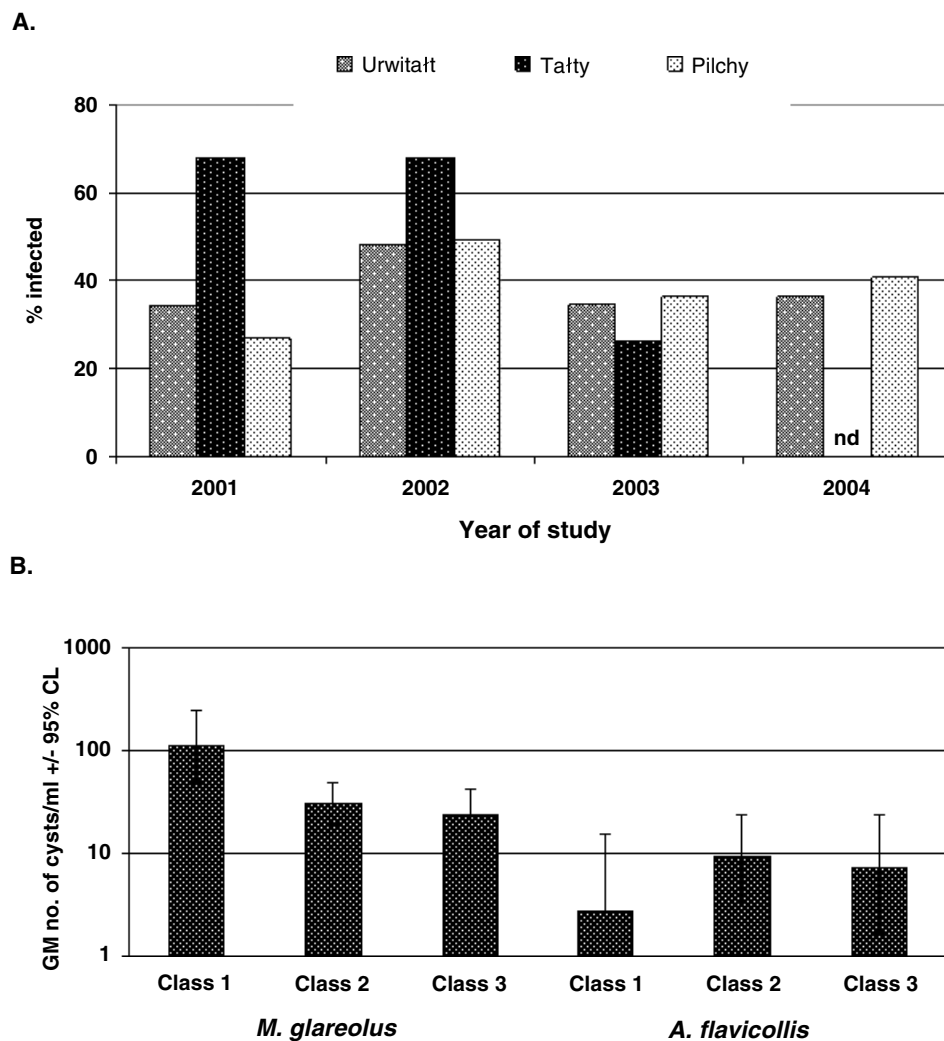 A.
Urwitałt Tałty Pilchy
80
60
40
20
0
% infected
nd
2001 2002 2003 2004
Year of study
B.
GM no. of cysts/ml +/- 95% CL
1000
100
10
1
Class 1 Class 2 Class 3 Class 1 Class 2 Class 3
M. glareolus A. flavicollis